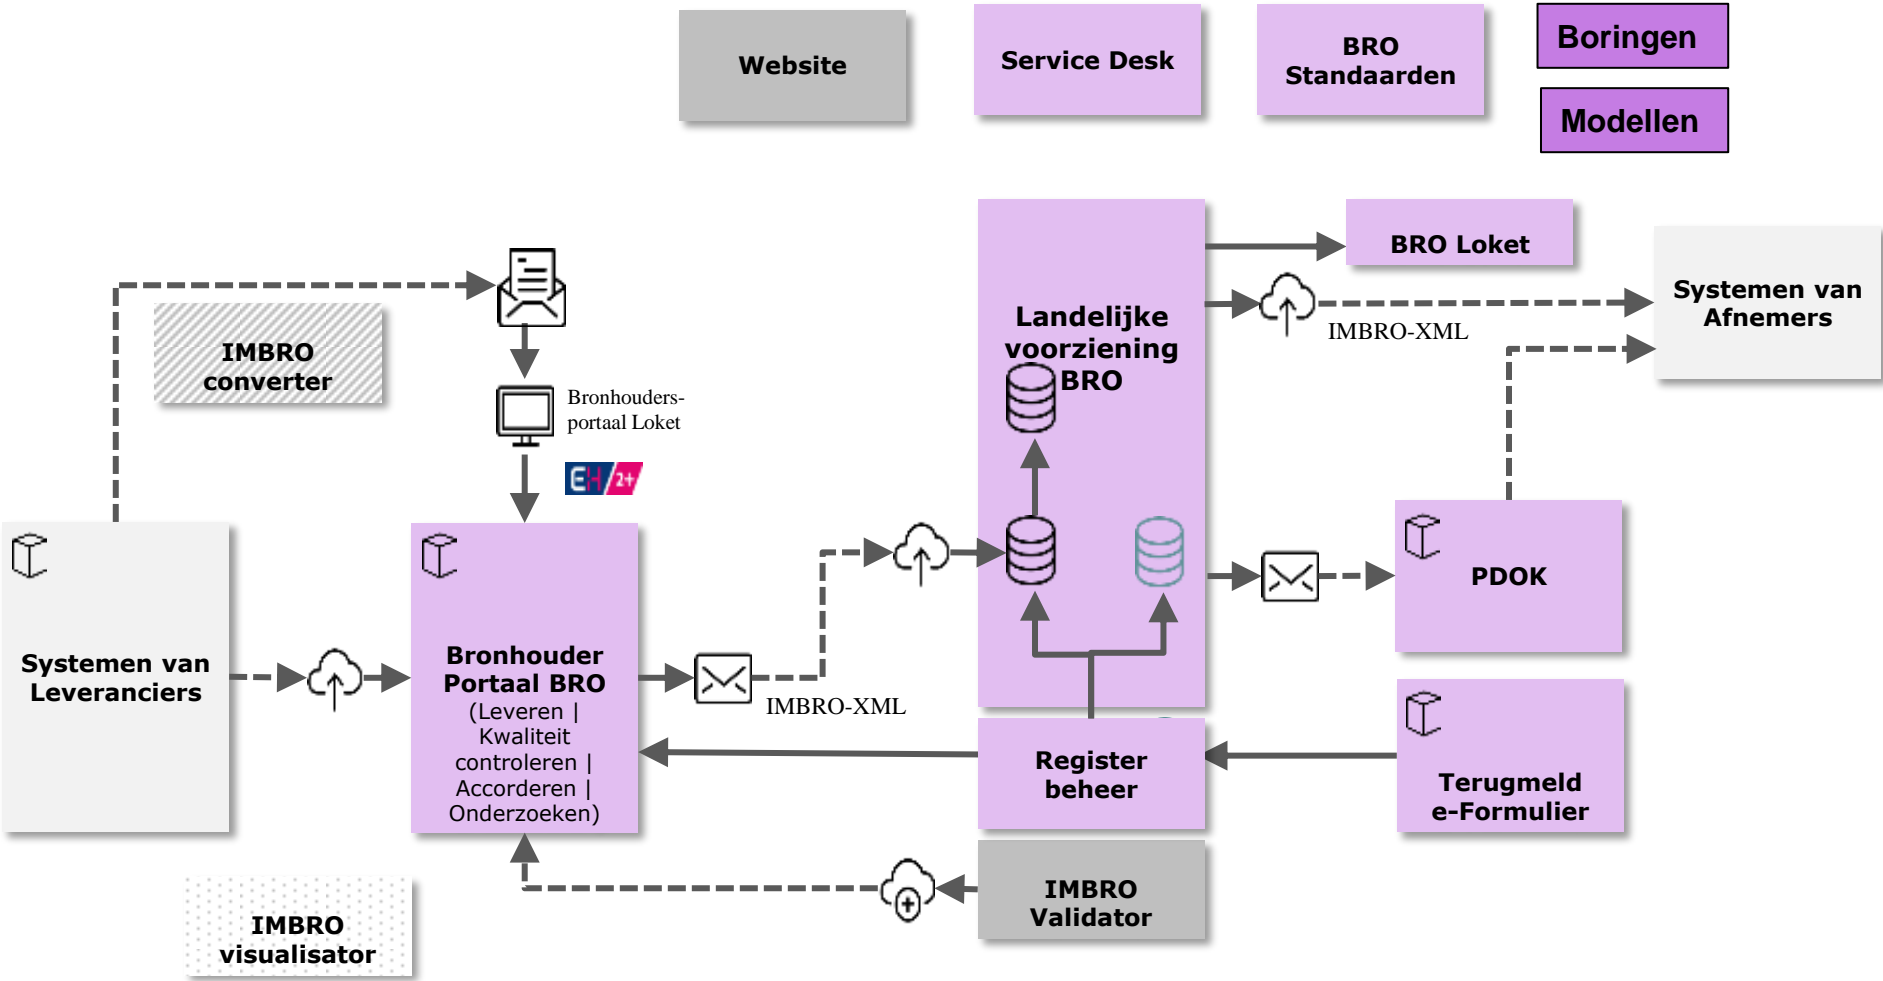 Website
Service Desk
BRO
Standaarden
Boringen
Modellen
BRO Loket
Systemen van
Afnemers
IMBRO-XML
Landelijke
voorziening
BRO
IMBRO
converter
Bronhouders-
portaal Loket
EH 2+
PDOK
Systemen van
Leveranciers
Bronhouder
Portaal BRO
(Leveren |
Kwaliteit
controleren |
Accorderen |
Onderzoeken)
IMBRO-XML
Register
beheer
Terugmeld
e-Formulier
IMBRO
Validator
IMBRO
visualisator